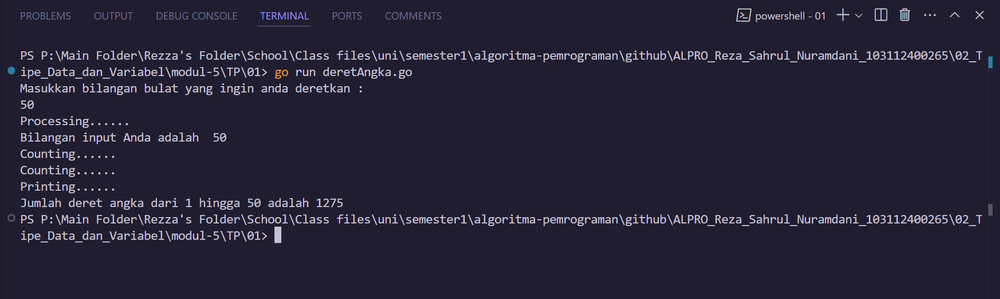 PROBLEMS OUTPUT DEBUG CONSOLE TERMINAL PORTS COMMENTS powershell - 01
PS P:\Main Folder\Rezza's Folder\School\Class files\uni\semester1\algoritma-pemrograman\github\ALPRO_Reza_Sahrul_Nuramdani_103112400265\02_T
ipe_Data_dan_Variabel\modul-5\TP\01> go run deretAngka.go
Masukkan bilangan bulat yang ingin anda deretkan :
50
Processing......
Bilangan input Anda adalah  50
Counting......
Counting......
Printing......
Jumlah deret angka dari 1 hingga 50 adalah 1275
PS P:\Main Folder\Rezza's Folder\School\Class files\uni\semester1\algoritma-pemrograman\github\ALPRO_Reza_Sahrul_Nuramdani_103112400265\02_T
ipe_Data_dan_Variabel\modul-5\TP\01>